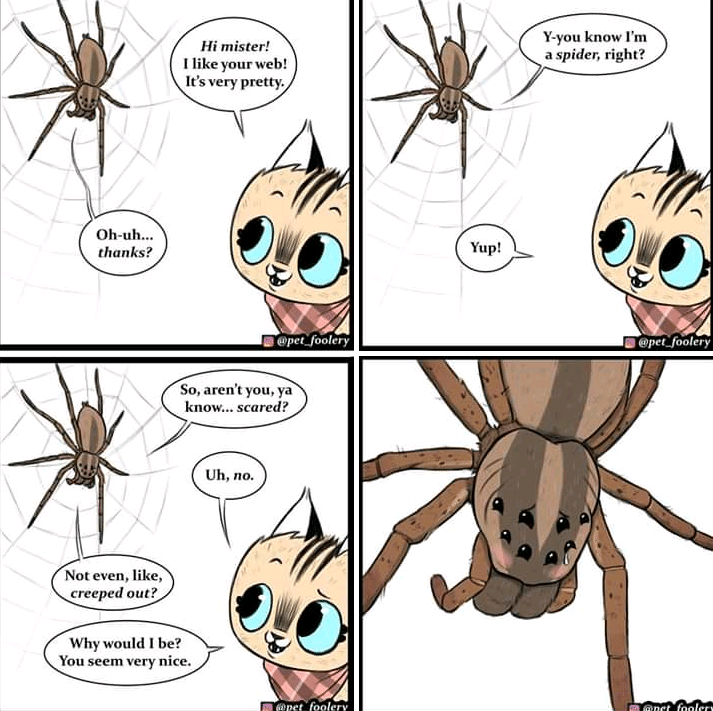 Hi mister!
I like your web!
It's very pretty.
Oh-uh...
thanks?
@pet_foolery
Y-you know I'm
a spider, right?
Yup!
@pet_foolery
So, aren't you, ya
know... scared?
Uh, no.
Not even, like,
creeped out?
Why would I be?
You seem very nice.
@pet_foolery
@pet_foolery